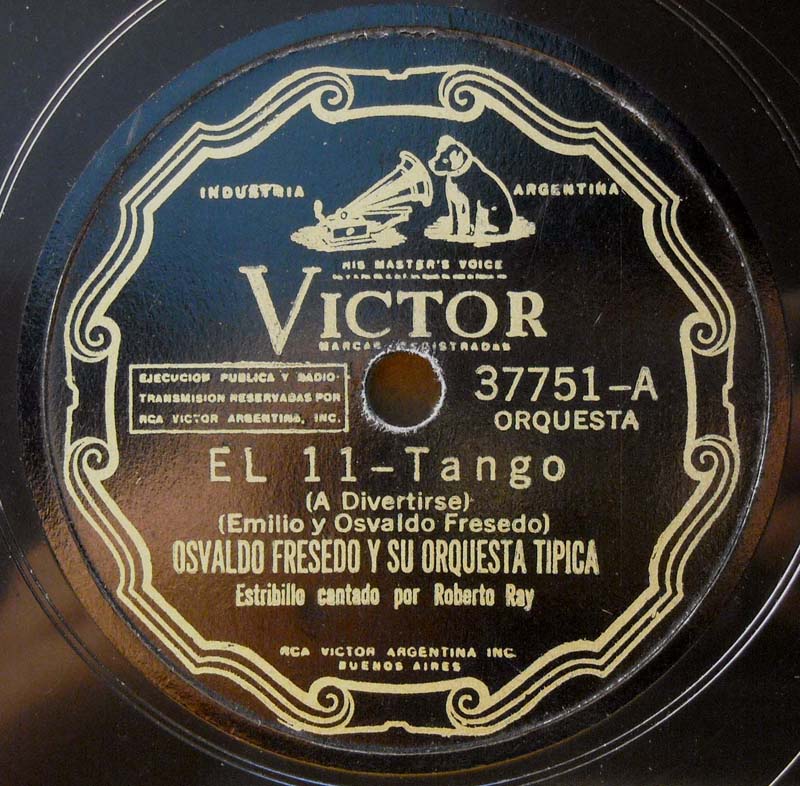 INDUSTRIA ARGENTINA
HIS MASTER'S VOICE
VICTOR
MARCAS REGISTRADAS
EJECUCION PUBLICA Y RADIO-
TRANSMISION RESERVADAS POR
RCA VICTOR ARGENTINA, INC.
37751-A
ORQUESTA
EL 11-Tango
(A Divertirse)
(Emilio y Osvaldo Fresedo)
OSVALDO FRESEDO Y SU ORQUESTA TIPICA
Estribillo cantado por Roberto Ray
RCA VICTOR ARGENTINA INC.
BUENOS AIRES